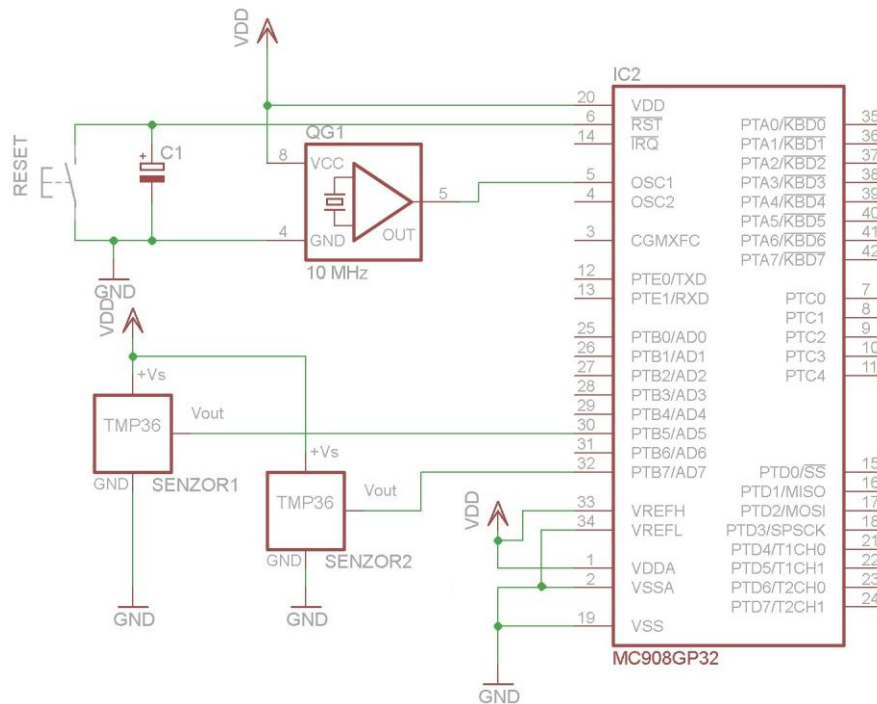 VDD
IC2
RESET
C1
+
QG1
8
VCC
4
GND
OUT
5
10 MHz
GND
20 VDD
6 RST
14 IRQ
5 OSC1
4 OSC2
3 CGMXFC
12 PTE0/TXD
13 PTE1/RXD
25 PTB0/AD0
26 PTB1/AD1
27 PTB2/AD2
28 PTB3/AD3
29 PTB4/AD4
30 PTB5/AD5
31 PTB6/AD6
32 PTB7/AD7
33 VREFH
34 VREFL
1 VDDA
2 VSSA
19 VSS
PTA0/KBD0 35
PTA1/KBD1 36
PTA2/KBD2 37
PTA3/KBD3 38
PTA4/KBD4 39
PTA5/KBD5 40
PTA6/KBD6 41
PTA7/KBD7 42
PTC0 7
PTC1 8
PTC2 9
PTC3 10
PTC4 11
PTD0/SS 15
PTD1/MISO 16
PTD2/MOSI 17
PTD3/SPSCK 18
PTD4/T1CH0 21
PTD5/T1CH1 22
PTD6/T2CH0 23
PTD7/T2CH1 24
MC908GP32
VDD
+Vs
TMP36
Vout
GND
SENZOR1
GND
+Vs
TMP36
Vout
GND
SENZOR2
GND
VDD
GND